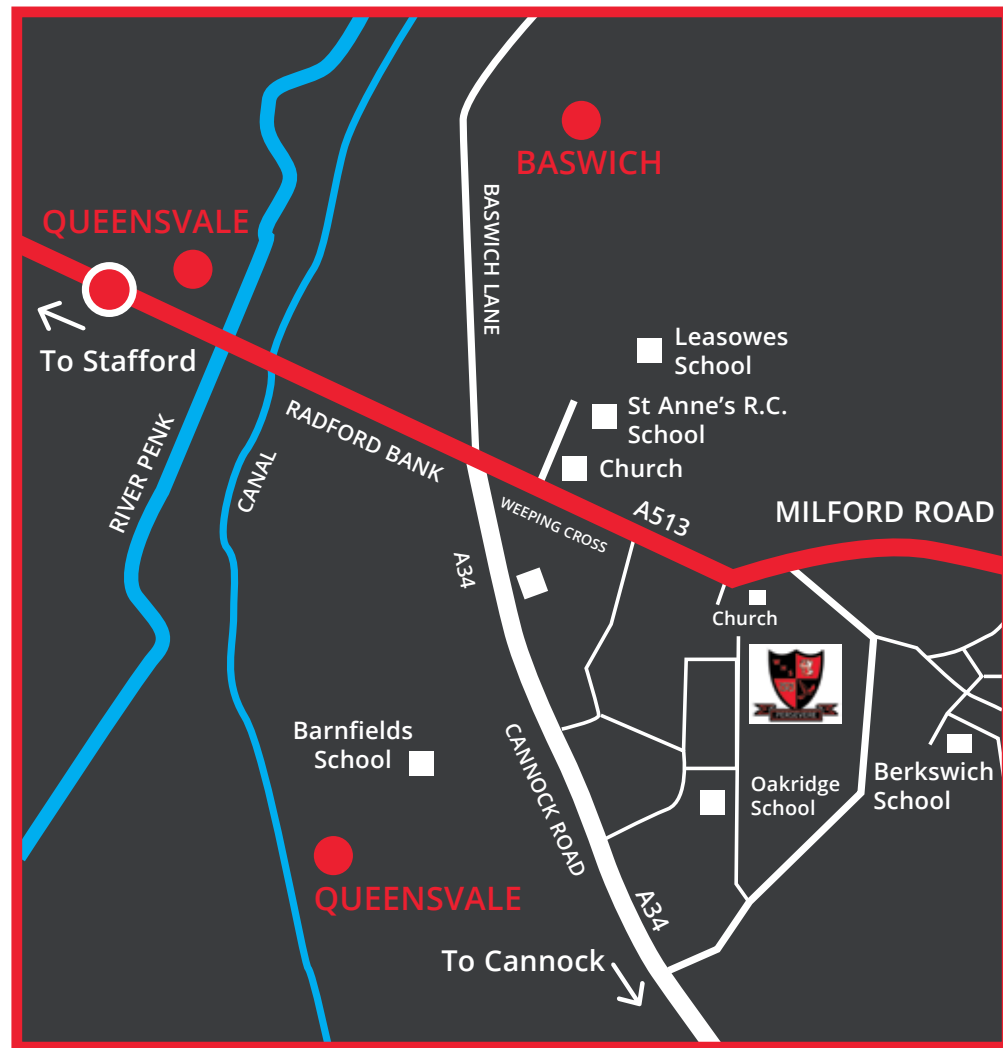 BASWICH
QUEENSVALE
BASWICH LANE
To Stafford
Leasowes
School
St Anne's R.C.
School
Church
RADFORD BANK
RIVER PENK
CANAL
WEEPING CROSS
A513
MILFORD ROAD
A34
Church
Barnfields
School
CANNOCK ROAD
Oakridge
School
Berkswich
School
QUEENSVALE
A34
To Cannock